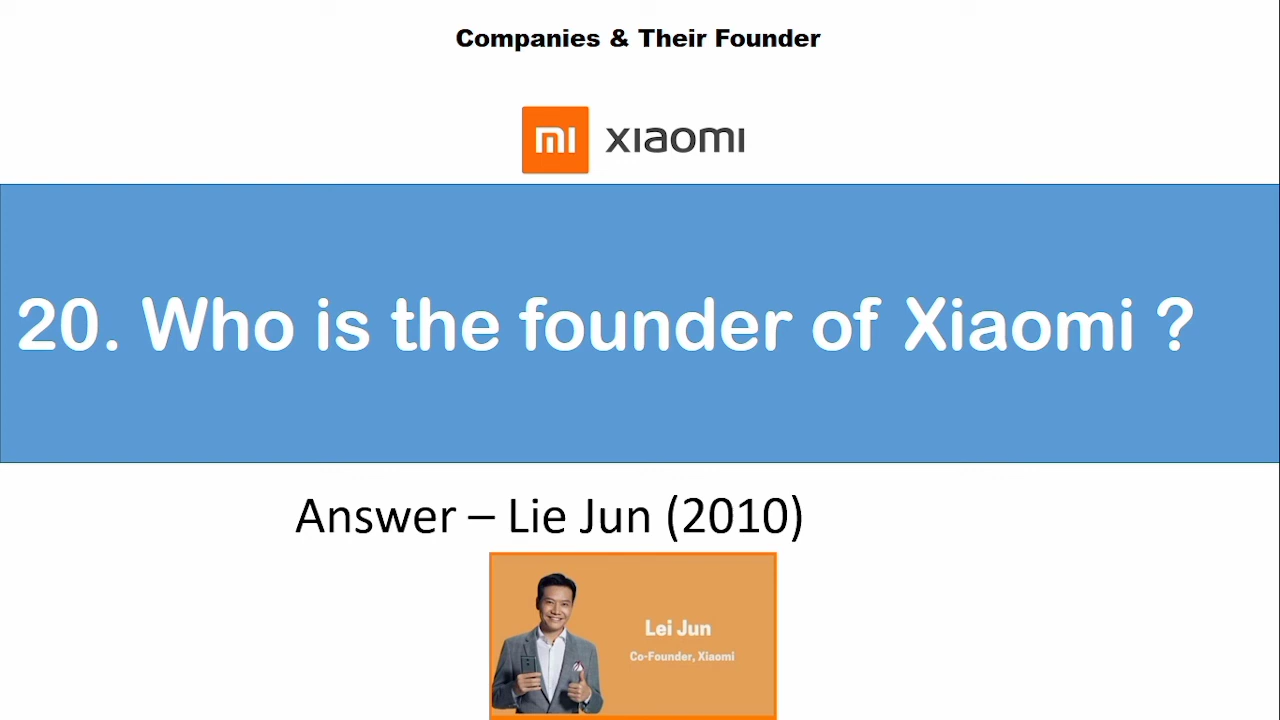 Companies & Their Founder
mi xiaomi
20. Who is the founder of Xiaomi ?
Answer – Lie Jun (2010)
Lei Jun
Co-Founder, Xiaomi